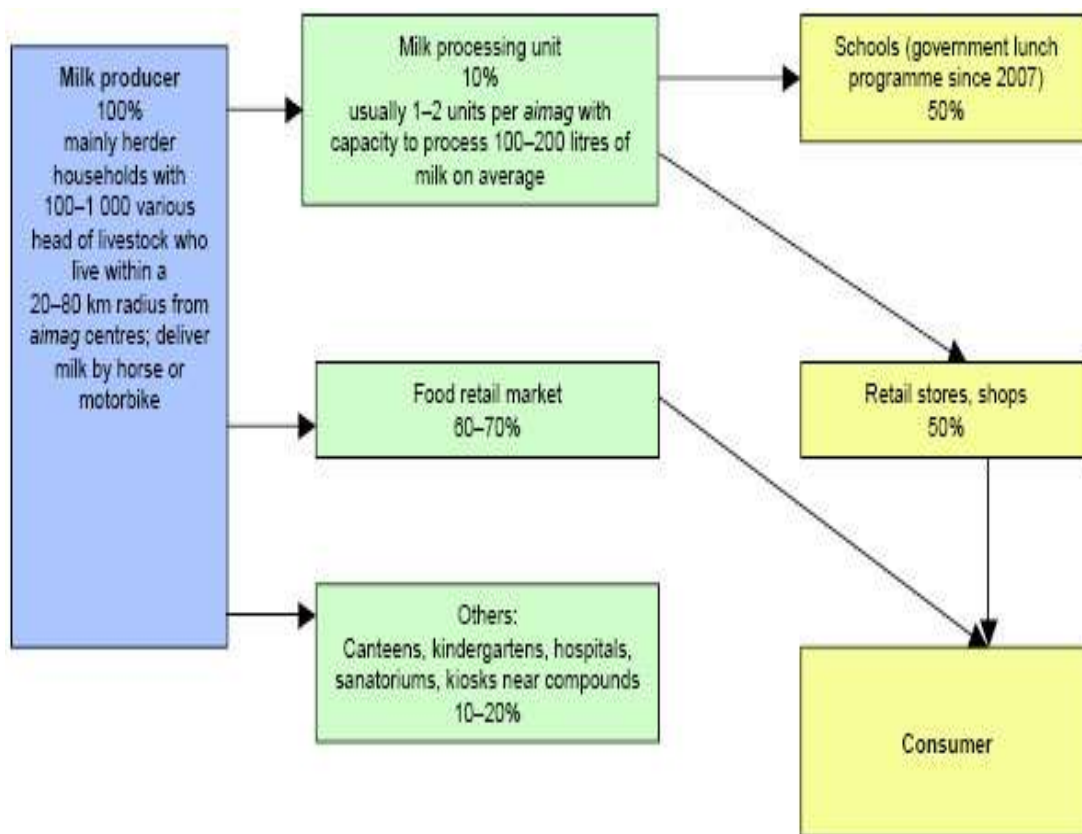 Milk producer
100%
mainly herder
households with
100–1 000 various
head of livestock who
live within a
20–80 km radius from
aimag centres; deliver
milk by horse or
motorbike
Milk processing unit
10%
usually 1–2 units per aimag with
capacity to process 100–200 litres of
milk on average
Food retail market
60–70%
Others:
Canteens, kindergartens, hospitals,
sanatoriums, kiosks near compounds
10–20%
Schools (government lunch
programme since 2007)
50%
Retail stores, shops
50%
Consumer